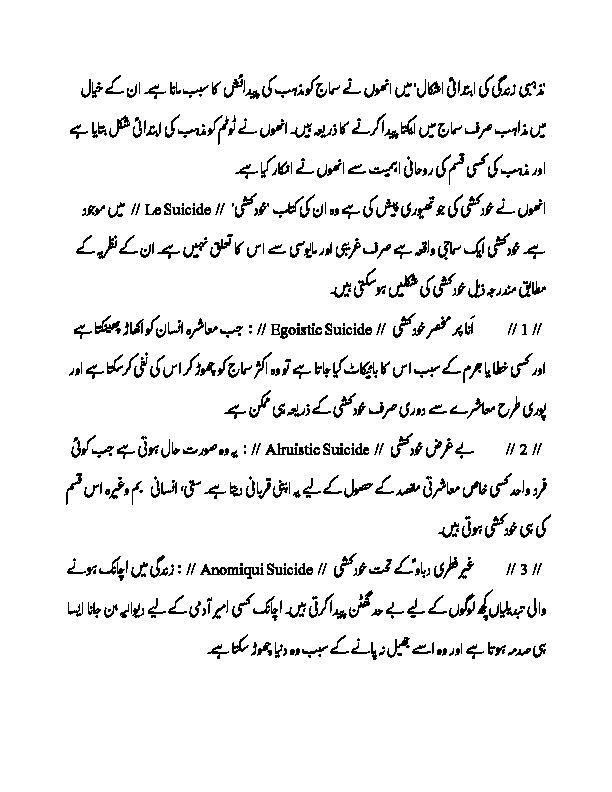 'مذہبی زندگی کی ابتدائی اشکال' میں انھوں نے سماج کو مذہب کی پیدائش کا سبب مانا ہے۔ ان کے خیال
میں مذاہب صرف سماج میں ایکتا پیدا کرنے کا ذریعہ ہیں۔ انھوں نے ٹوٹم کو مذہب کی ابتدائی شکل بتایا ہے
اور مذہب کی کسی قسم کی روحانی اہمیت سے انھوں نے انکار کیا ہے۔
انھوں نے خودکشی کی جو تھیوری پیش کی ہے وہ ان کی کتاب 'خودکشی' // Le Suicide // میں موجود
ہے۔ خودکشی ایک سماجی واقعہ ہے صرف غریبی اور مایوسی سے اس کا تعلق نہیں ہے۔ ان کے نظریہ کے
مطابق مندرجہ ذیل خودکشی کی شکلیں ہوسکتی ہیں۔
// 1 // اَنا پر منحصر خودکشی // Egoistic Suicide // : جب معاشرہ انسان کو اکھاڑ پھینکتا ہے
اور کسی خطا یا جرم کے سبب اس کا بائیکاٹ کیا جاتا ہے تو وہ اکثر سماج کو چھوڑ کر اس کی نفی کرسکتا ہے اور
پوری طرح معاشرے سے دوری صرف خودکشی کے ذریعہ ہی ممکن ہے۔
// 2 // بے غرض خودکشی // Alruistic Suicide // : یہ وہ صورت حال ہوتی ہے جب کوئی
فرد واحد کسی خاص معاشرتی مقصد کے حصول کے لیے یہ اپنی قربانی دیتا ہے۔ ستی، انسانی بم وغیرہ اس قسم
کی ہی خودکشی ہوتی ہیں۔
// 3 // غیر فطری دباوٗ کے تحت خودکشی // Anomiqui Suicide // : زندگی میں اچانک ہونے
والی تبدیلیاں کچھ لوگوں کے لیے بے حد گھٹن پیدا کرتی ہیں۔ اچانک کسی امیر آدمی کے لیے دیوالیہ بن جانا ایسا
ہی صدمہ ہوتا ہے اور وہ اسے جھیل نہ پانے کے سبب وہ دنیا چھوڑ سکتا ہے۔